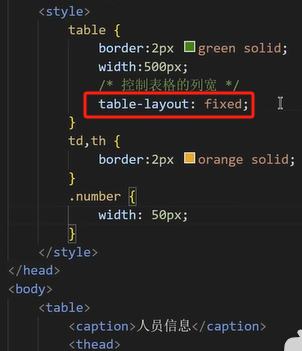 <style>
table {
border:2px green solid;
width:500px;
/* 控制表格的列宽 */
table-layout: fixed;
}
td,th {
border:2px orange solid;
}
.number {
width: 50px;
}
</style>
</head>
<body>
<table>
<caption>人员信息</caption>
<thead>